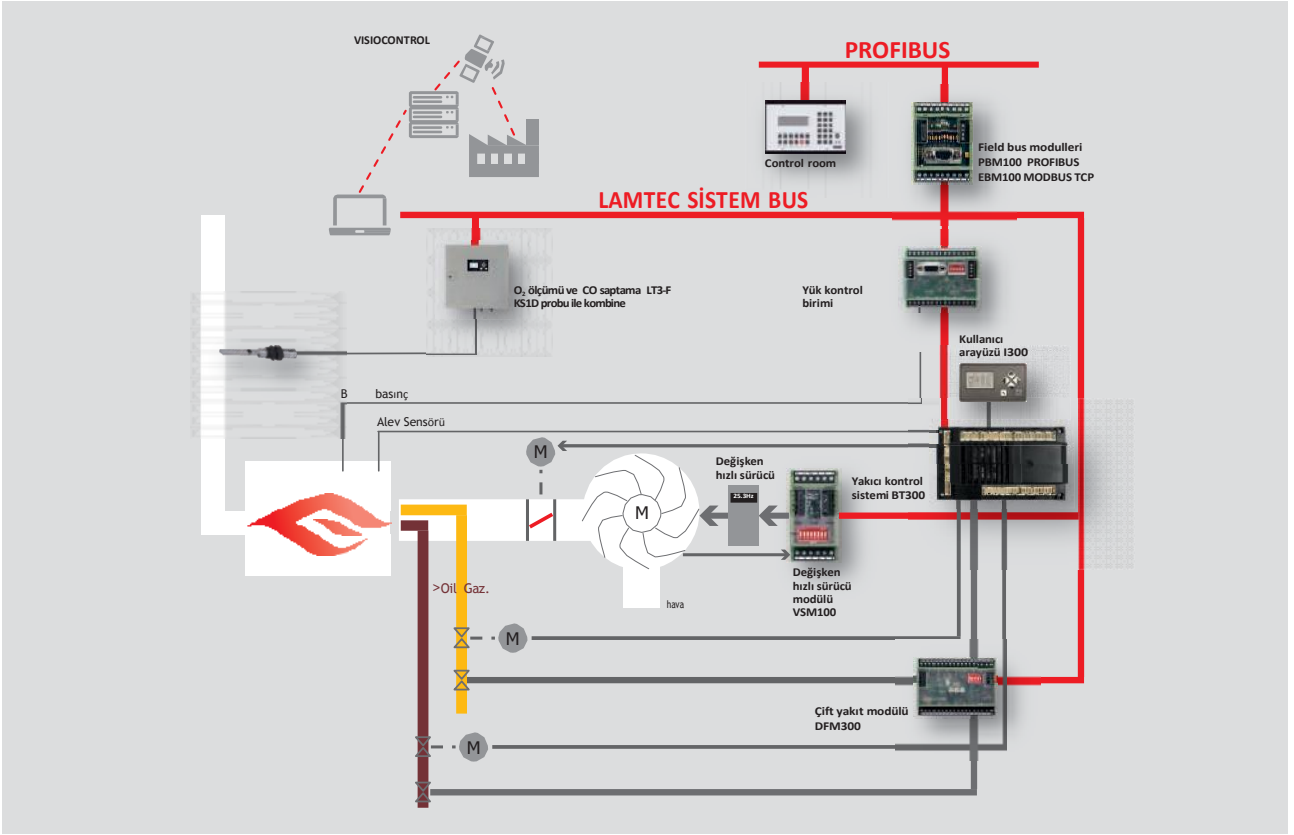 VISIOCONTROL
PROFIBUS
Control room
Field bus modulleri
PBM100 PROFIBUS
EBM100 MODBUS TCP
LAMTEC SİSTEM BUS
O₂ ölçümü ve CO saptama LT3-F
KS1D probu ile kombine
Yük kontrol
birimi
Kullanıcı
arayüzü I300
B basınç
Alev Sensörü
M
Değişken
hızlı sürücü
25.3Hz
Yakıcı kontrol
sistemi BT300
M
Değişken
hızlı sürücü
modülü
VSM100
>Oil Gaz.
hava
M
Çift yakıt modülü
DFM300
M